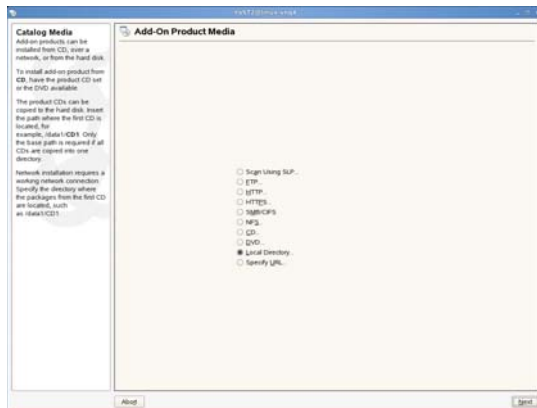 YaST2@linux-
Add-On Product Media
Catalog Media
Add-on products can be
installed from CD, over a
network, or from the hard disk.
To install add-on product from
CD, have the product CD set
or the DVD available.
The product CDs can be
copied to the hard disk. Insert
the path where the first CD is
located, for
example, /data1/CD1. Only
the base path is required if all
CDs are copied into one
directory.
Network installation requires a
working network connection.
Specify the directory where
the packages from the first CD
are located, such
as /data1/CD1.
Scan Using SLP...
FTP...
HTTP...
HTTPS...
SMB/CIFS
NFS...
CD...
DVD...
Local Directory...
Specify URL...
Abort
Next